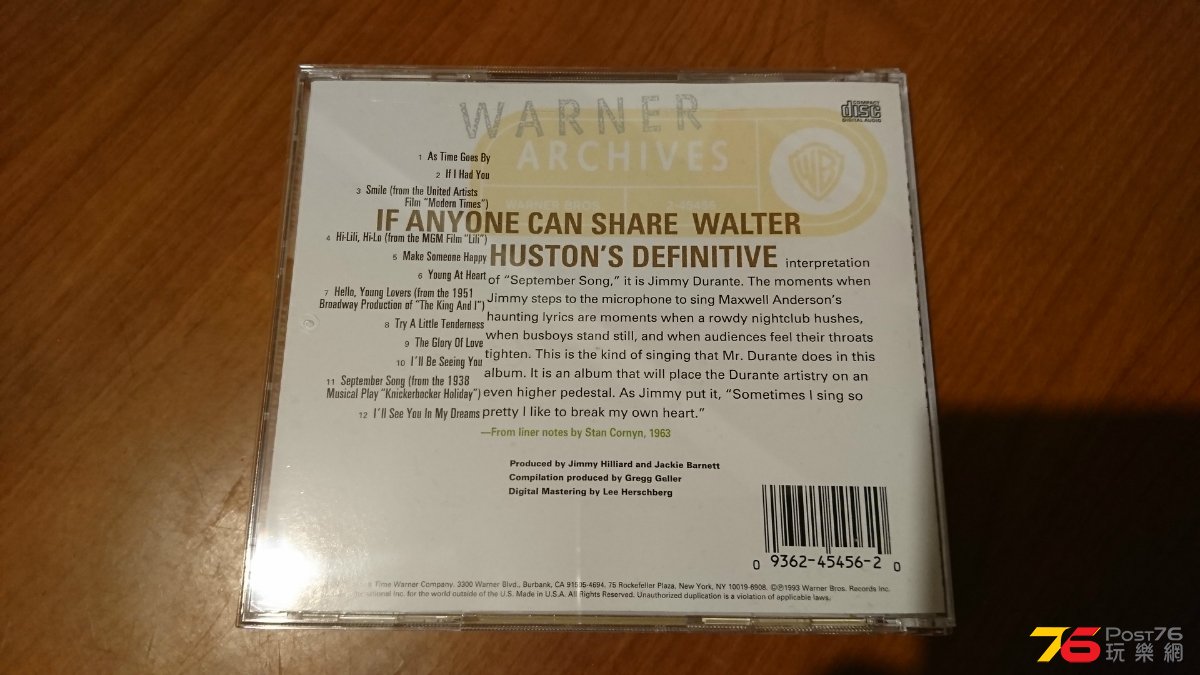 WARNER
ARCHIVES
COMPACT
disc
DIGITAL AUDIO
WB
WARNER BROS.
2-45456
1 As Time Goes By
2 If I Had You
3 Smile (from the United Artists
Film "Modern Times")
4 Hi-Lili, Hi-Lo (from the MGM Film "Lili")
5 Make Someone Happy
6 Young At Heart
7 Hello, Young Lovers (from the 1951
Broadway Production of "The King And I")
8 Try A Little Tenderness
9 The Glory Of Love
10 I'll Be Seeing You
11 September Song (from the 1938
Musical Play "Knickerbocker Holiday")
12 I'll See You In My Dreams
IF ANYONE CAN SHARE WALTER
HUSTON'S DEFINITIVE interpretation
of "September Song," it is Jimmy Durante. The moments when
Jimmy steps to the microphone to sing Maxwell Anderson's
haunting lyrics are moments when a rowdy nightclub hushes,
when busboys stand still, and when audiences feel their throats
tighten. This is the kind of singing that Mr. Durante does in this
album. It is an album that will place the Durante artistry on an
even higher pedestal. As Jimmy put it, "Sometimes I sing so
pretty I like to break my own heart."
—From liner notes by Stan Cornyn, 1963
Produced by Jimmy Hilliard and Jackie Barnett
Compilation produced by Gregg Geller
Digital Mastering by Lee Herschberg
0 9362-45456-2 0
a Time Warner Company, 3300 Warner Blvd., Burbank, CA 91505-4694, 75 Rockefeller Plaza, New York, NY 10019-6908. ©℗1993 Warner Bros. Records Inc.
Inc. for the world outside of the U.S. Made in U.S.A. All Rights Reserved. Unauthorized duplication is a violation of applicable laws.
76 Post76
玩樂網